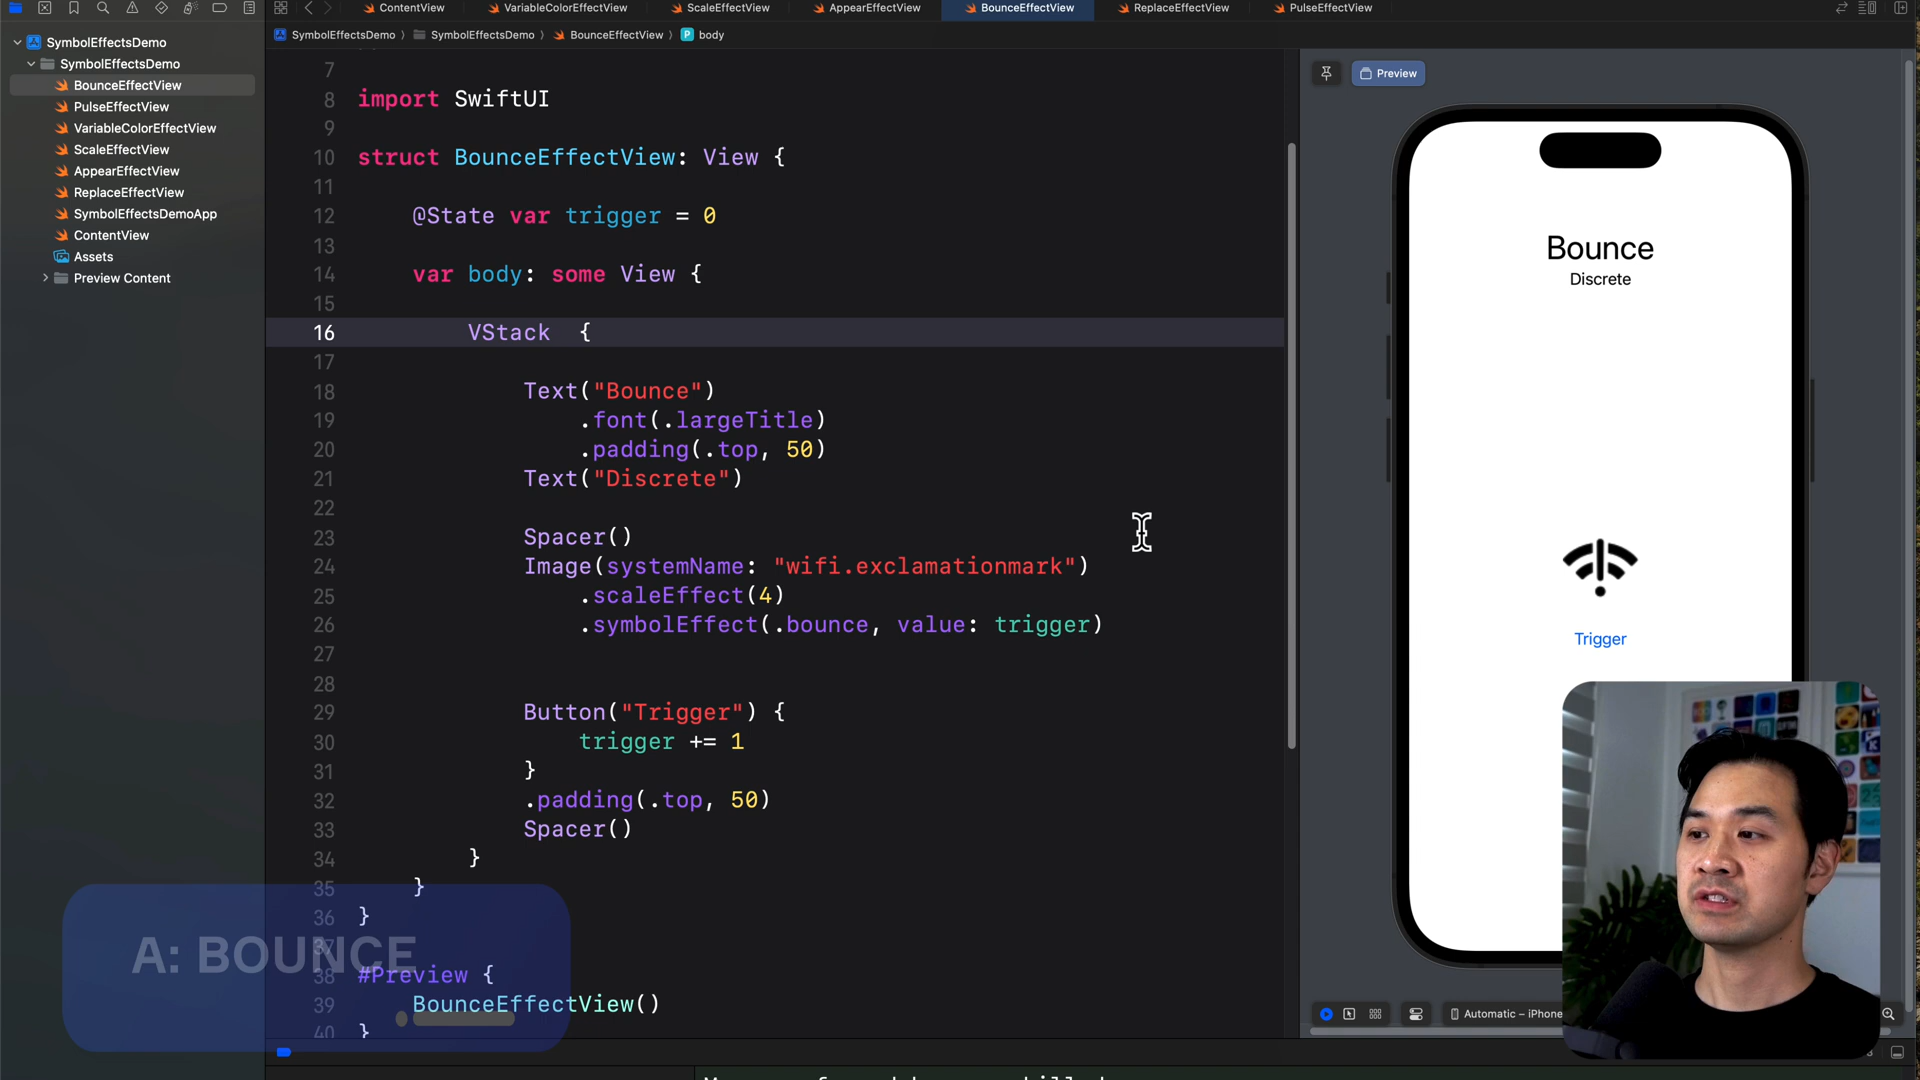 ContentView
VariableColorEffectView
ScaleEffectView
AppearEffectView
BounceEffectView
ReplaceEffectView
PulseEffectView
SymbolEffectsDemo
SymbolEffectsDemo
BounceEffectView
PulseEffectView
VariableColorEffectView
ScaleEffectView
AppearEffectView
ReplaceEffectView
SymbolEffectsDemoApp
ContentView
Assets
Preview Content
SymbolEffectsDemo 〉 SymbolEffectsDemo 〉 BounceEffectView 〉 P body
7
8 import SwiftUI
9
10 struct BounceEffectView: View {
11
12 @State var trigger = 0
13
14 var body: some View {
15
16 VStack  {
17
18 Text("Bounce")
19 .font(.largeTitle)
20 .padding(.top, 50)
21 Text("Discrete")
22
23 Spacer()
24 Image(systemName: "wifi.exclamationmark")
25 .scaleEffect(4)
26 .symbolEffect(.bounce, value: trigger)
27
28
29 Button("Trigger") {
30 trigger += 1
31 }
32 .padding(.top, 50)
33 Spacer()
34 }
35 }
36 }
37
38 #Preview {
39 BounceEffectView()
40 }
A: BOUNCE
Preview
Bounce
Discrete
Trigger
Automatic – iPhone